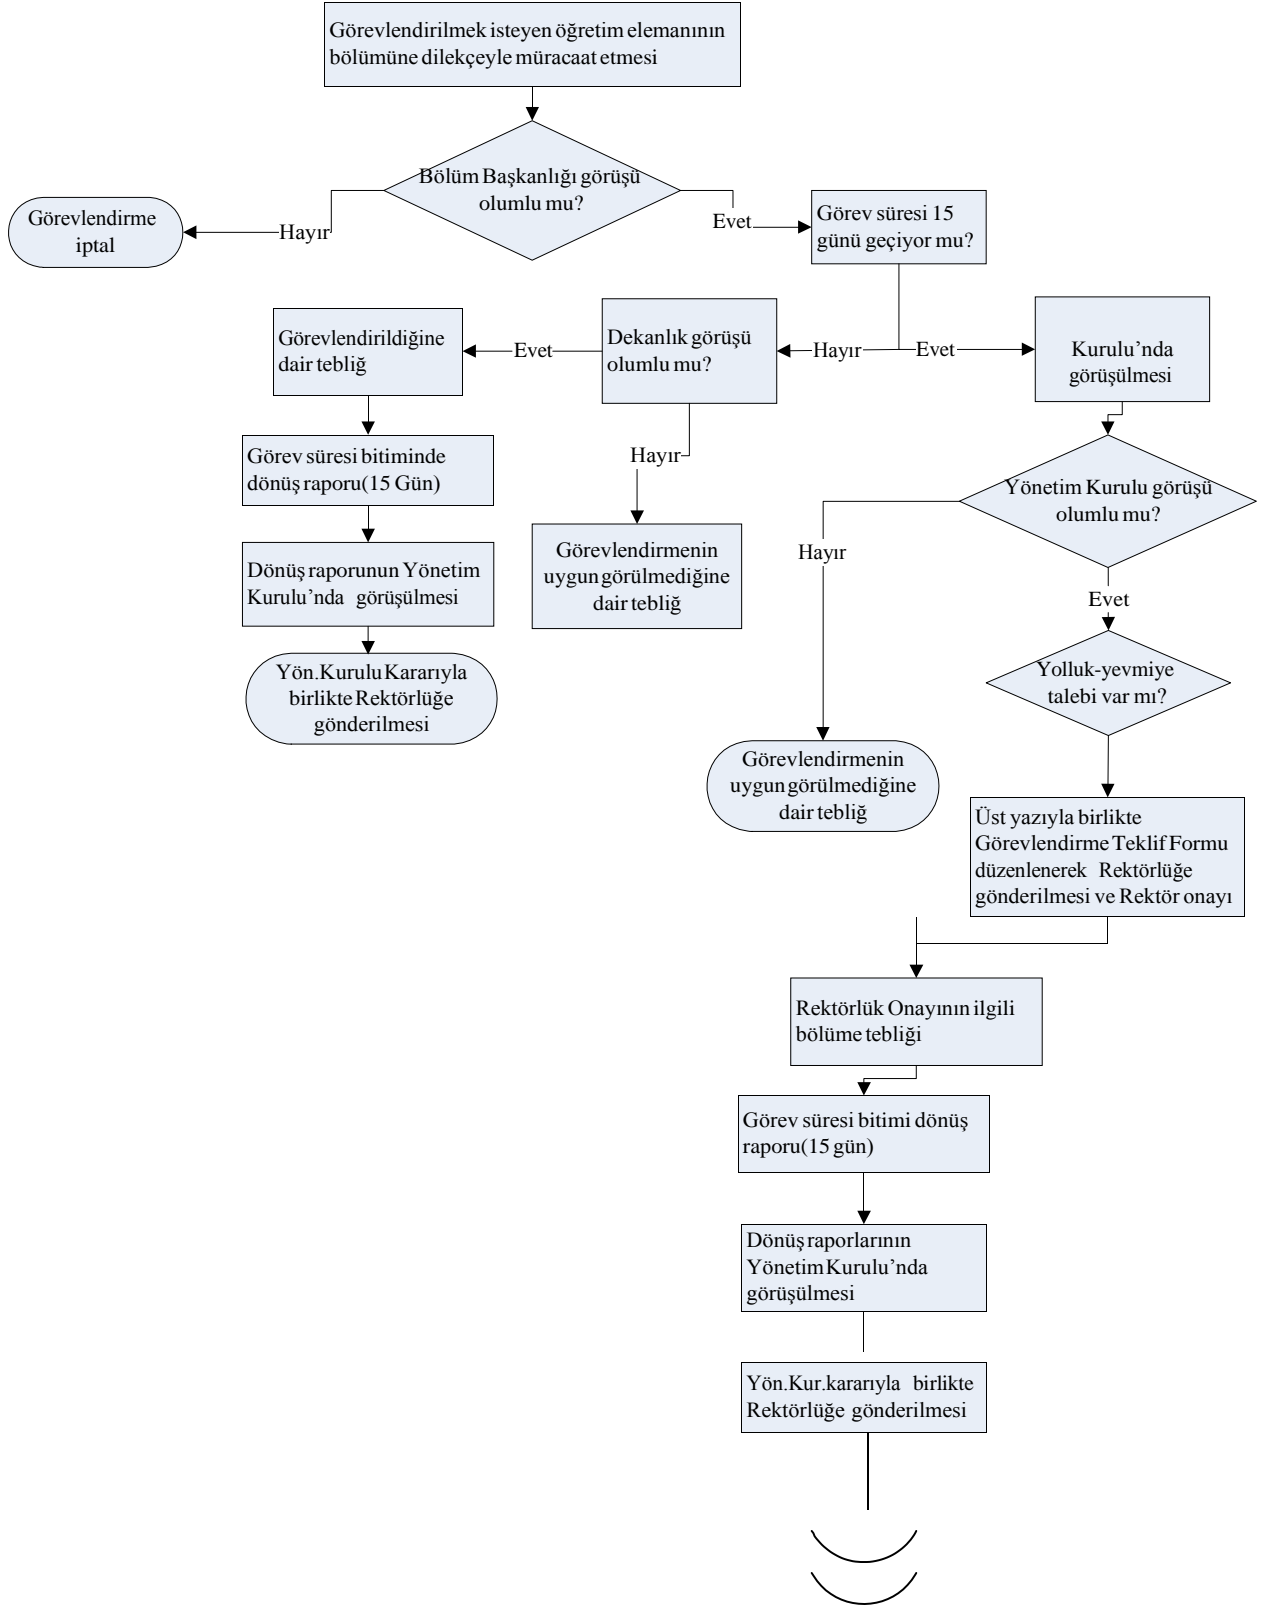 Görevlendirilmek isteyen öğretim elemanının
bölümüne dilekçeyle müracaat etmesi
Bölüm Başkanlığı görüşü
olumlu mu?
Görevlendirme
iptal
Hayır
Evet
Görev süresi 15
günü geçiyor mu?
Görevlendirildiğine
dair tebliğ
Evet
Dekanlık görüşü
olumlu mu?
Hayır
Evet
Kurulu’nda
görüşülmesi
Görev süresi bitiminde
dönüş raporu(15 Gün)
Hayır
Yönetim Kurulu görüşü
olumlu mu?
Hayır
Görevlendirmenin
uygun görülmediğine
dair tebliğ
Dönüş raporunun Yönetim
Kurulu’nda görüşülmesi
Evet
Yön.Kurulu Kararıyla
birlikte Rektörlüğe
gönderilmesi
Yolluk-yevmiye
talebi var mı?
Görevlendirmenin
uygun görülmediğine
dair tebliğ
Üst yazıyla birlikte
Görevlendirme Teklif Formu
düzenlenerek Rektörlüğe
gönderilmesi ve Rektör onayı
Rektörlük Onayının ilgili
bölüme tebliği
Görev süresi bitimi dönüş
raporu(15 gün)
Dönüş raporlarının
Yönetim Kurulu’nda
görüşülmesi
Yön.Kur.kararıyla birlikte
Rektörlüğe gönderilmesi